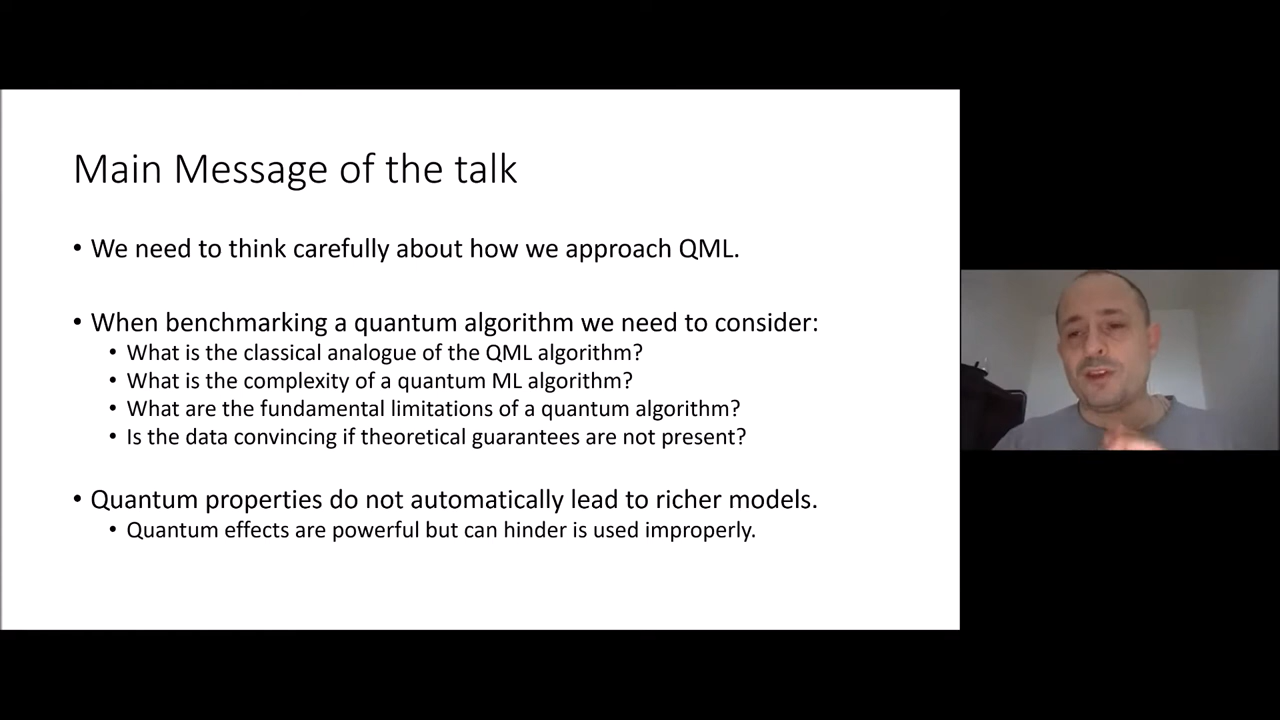 Main Message of the talk
• We need to think carefully about how we approach QML.
• When benchmarking a quantum algorithm we need to consider:
• What is the classical analogue of the QML algorithm?
• What is the complexity of a quantum ML algorithm?
• What are the fundamental limitations of a quantum algorithm?
• Is the data convincing if theoretical guarantees are not present?
• Quantum properties do not automatically lead to richer models.
• Quantum effects are powerful but can hinder is used improperly.